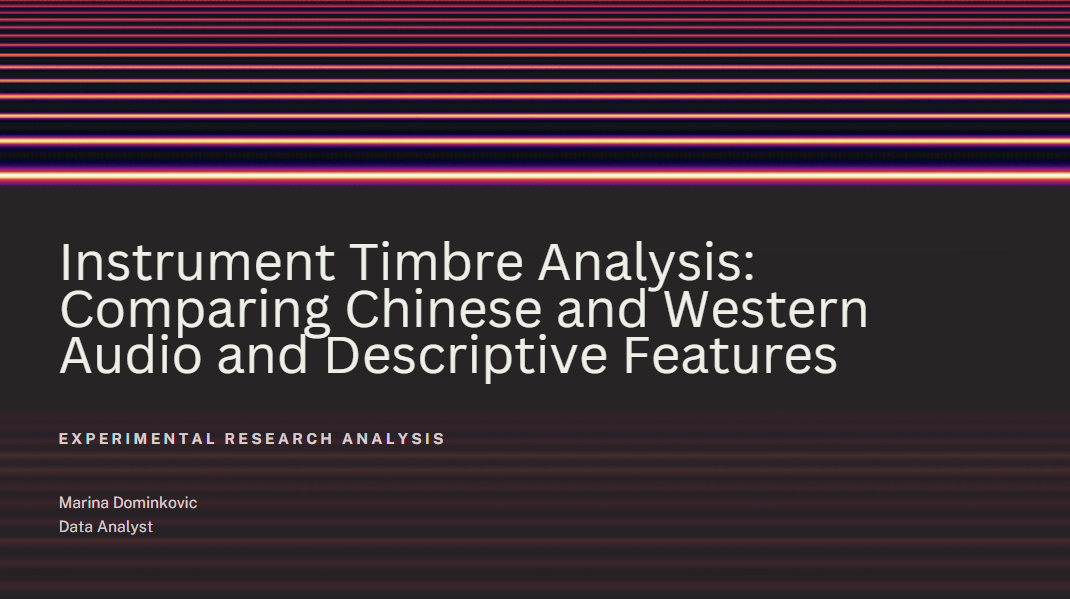 Instrument Timbre Analysis:
Comparing Chinese and Western
Audio and Descriptive Features
EXPERIMENTAL RESEARCH ANALYSIS
Marina Dominkovic
Data Analyst